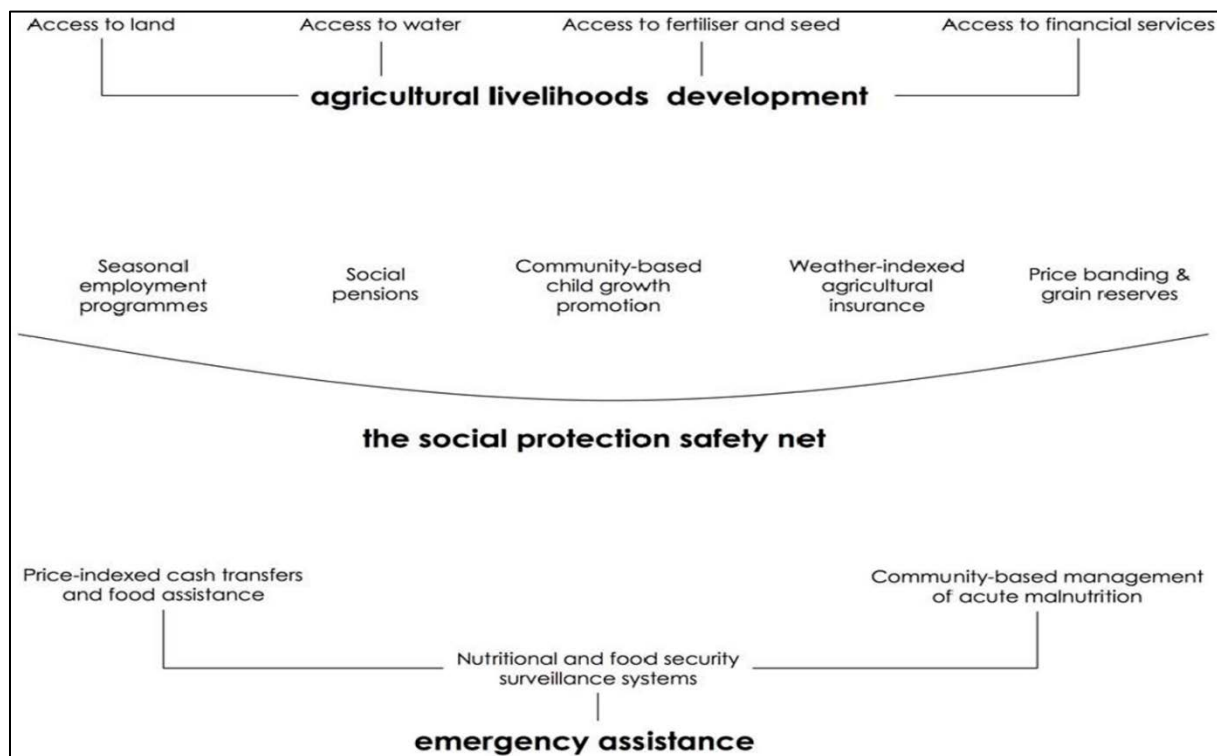 Access to land
Access to water
Access to fertiliser and seed
Access to financial services
agricultural livelihoods development
Seasonal
employment
programmes
Social
pensions
Community-based
child growth
promotion
Weather-indexed
agricultural
insurance
Price banding &
grain reserves
the social protection safety net
Price-indexed cash transfers
and food assistance
Community-based management
of acute malnutrition
Nutritional and food security
surveillance systems
emergency assistance